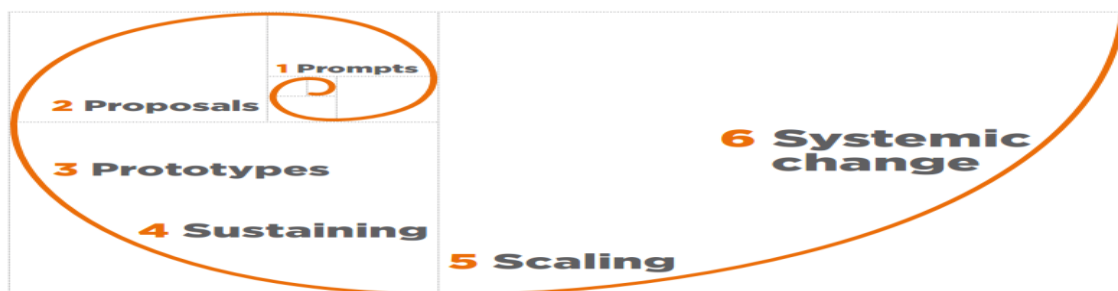 1 Prompts
2 Proposals
3 Prototypes
4 Sustaining
5 Scaling
6 Systemic
change